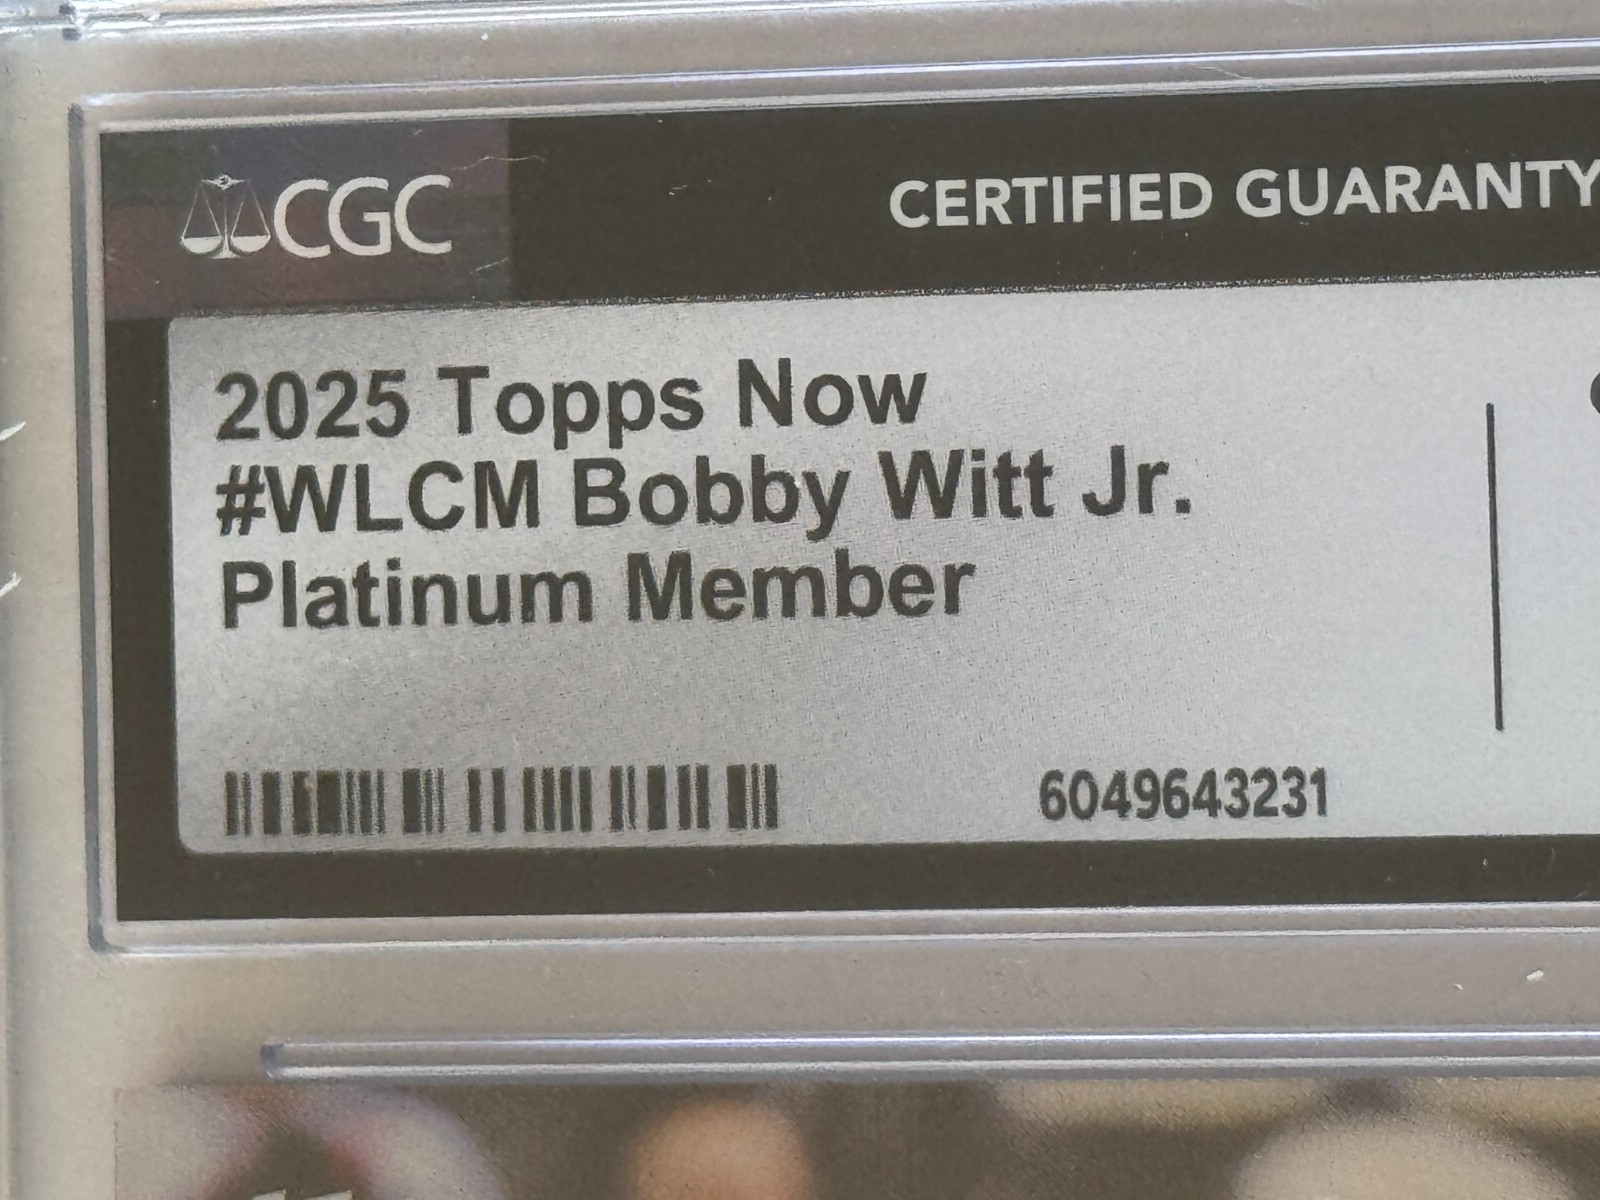 CGC
CERTIFIED GUARANTY
2025 Topps Now
#WLCM Bobby Witt Jr.
Platinum Member
6049643231